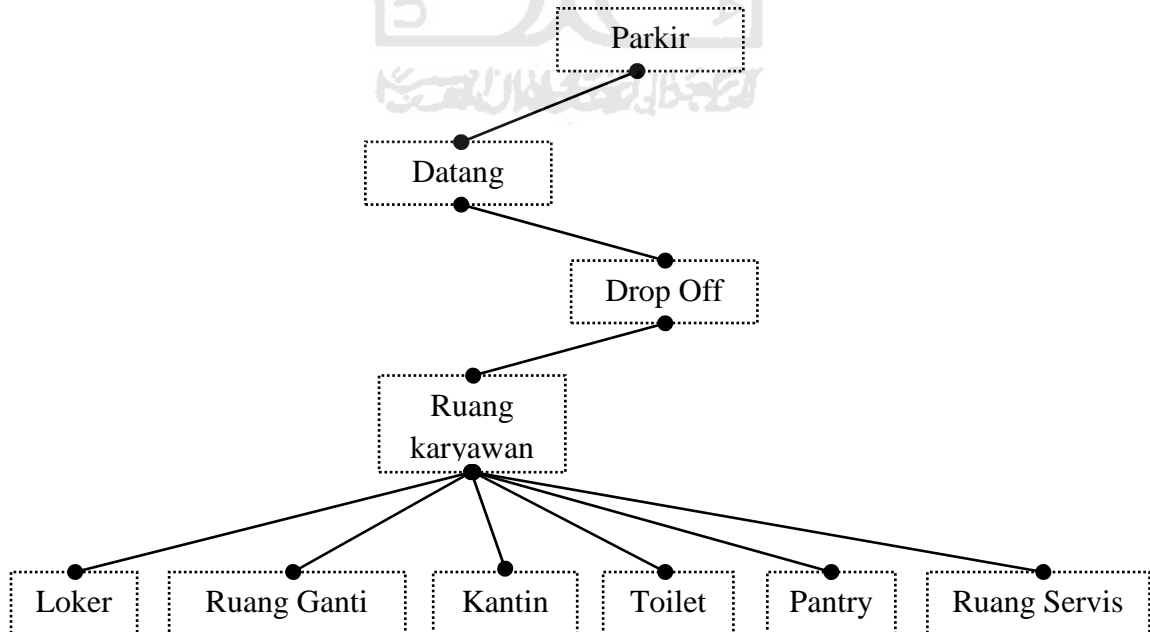 Parkir
Datang
Drop Off
Ruang
karyawan
Loker
Ruang Ganti
Kantin
Toilet
Pantry
Ruang Servis